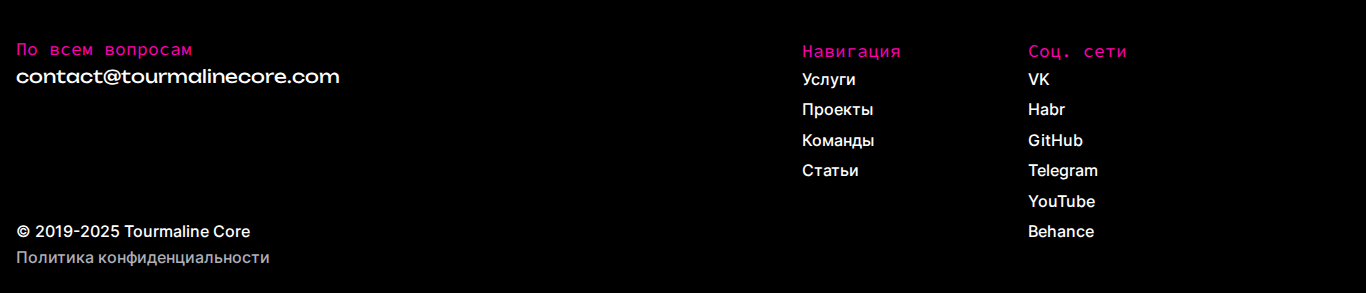 По всем вопросам
contact@tourmalinecore.com
Навигация
Услуги
Проекты
Команды
Статьи
Соц. сети
VK
Habr
GitHub
Telegram
YouTube
Behance
© 2019-2025 Tourmaline Core
Политика конфиденциальности